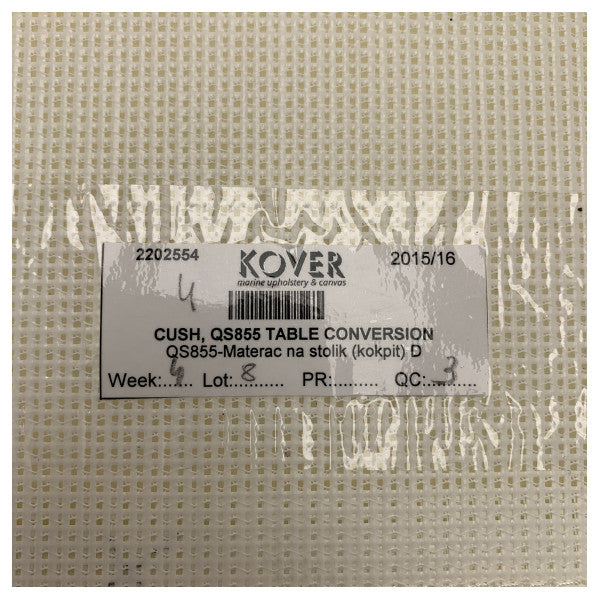 2202554 KOVER 2015/16
marine upholstery & canvas
4
CUSH, QS855 TABLE CONVERSION
QS855-Materac na stolik (kokpit) D
Week:..4... Lot:...8....... PR:......... QC:....3......